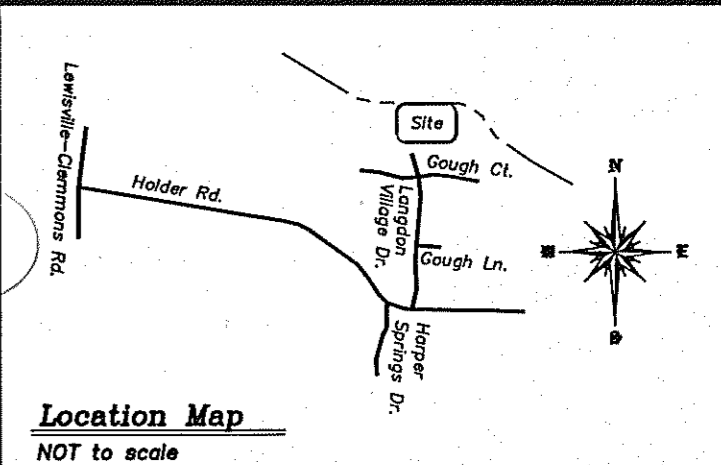 Lewisville-Clemmons Rd.
Holder Rd.
Site
Gough Ct.
Langdon
Village Dr.
Gough Ln.
Harper
Springs Dr.
N
E
Location Map
NOT to scale